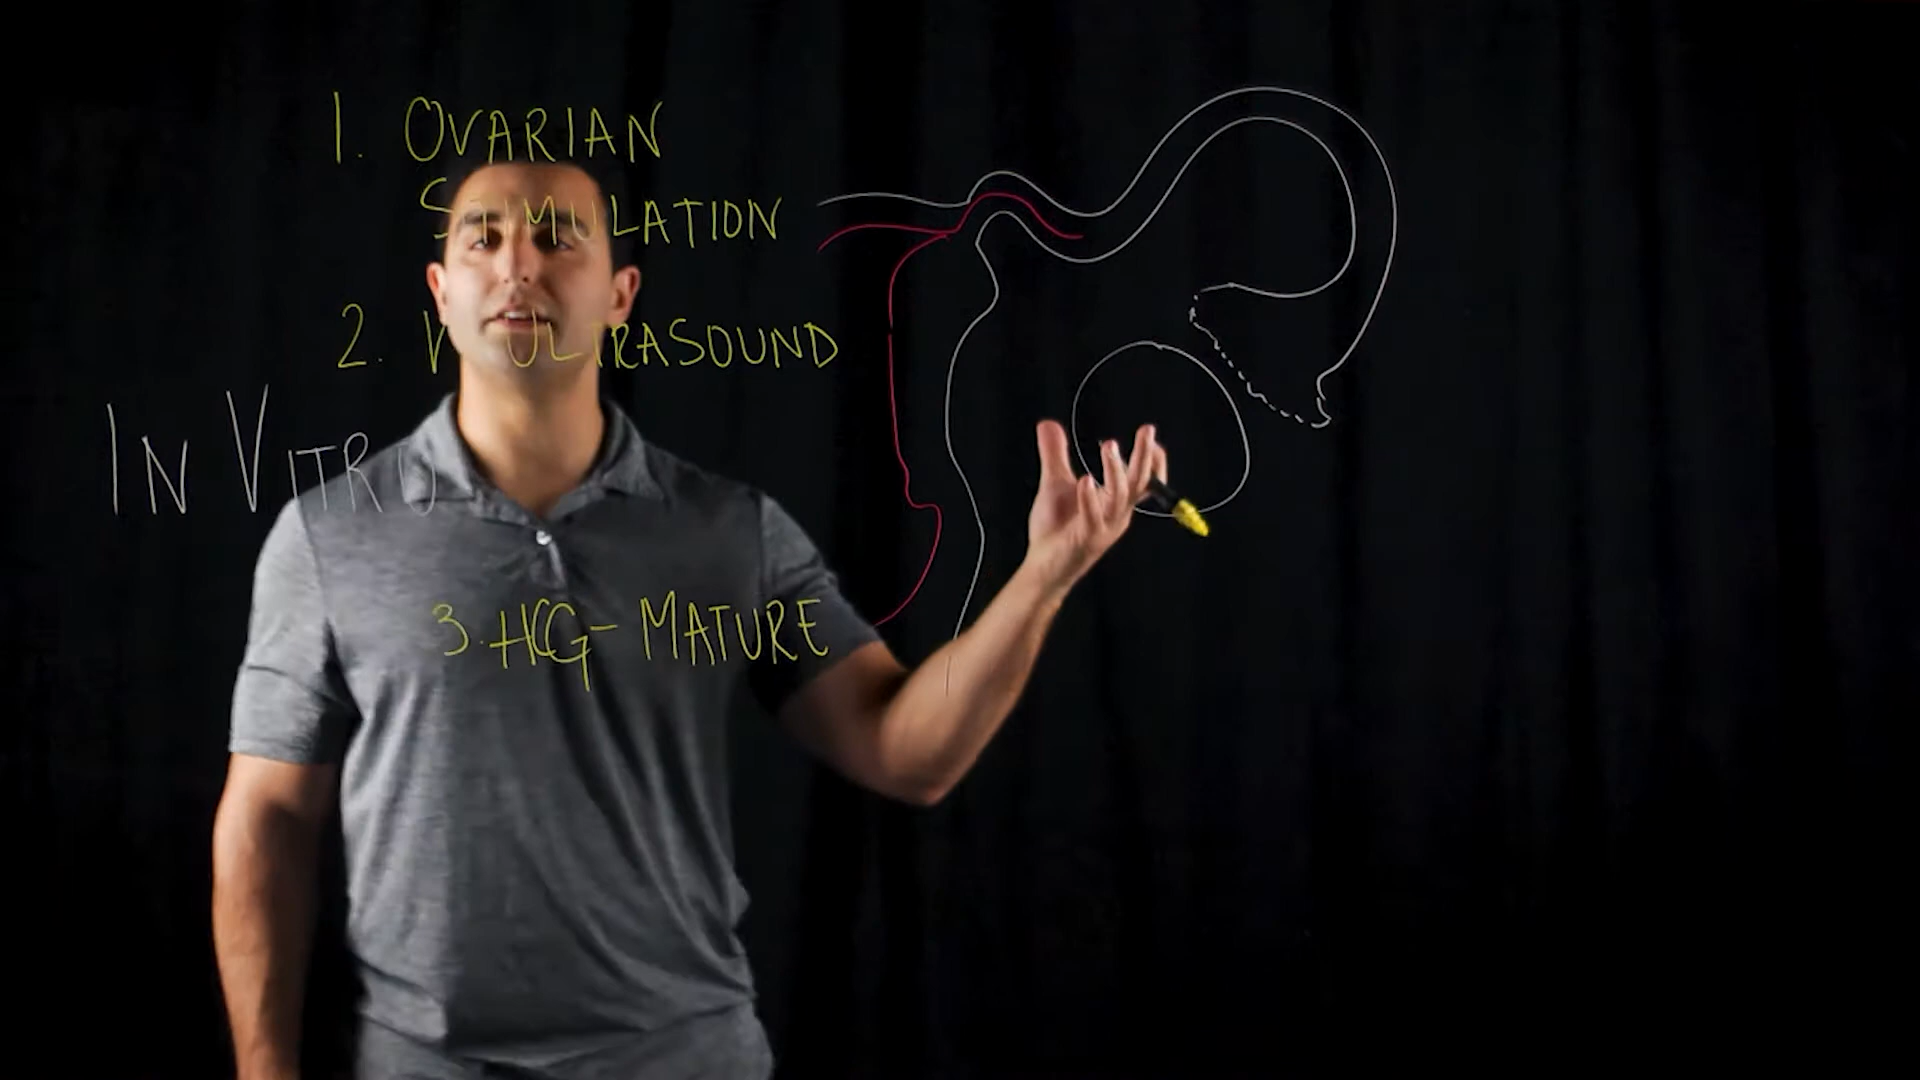 1. OVARIAN
STIMULATION
2. V ULTRASOUND
IN VITRO
3. HCG- MATURE